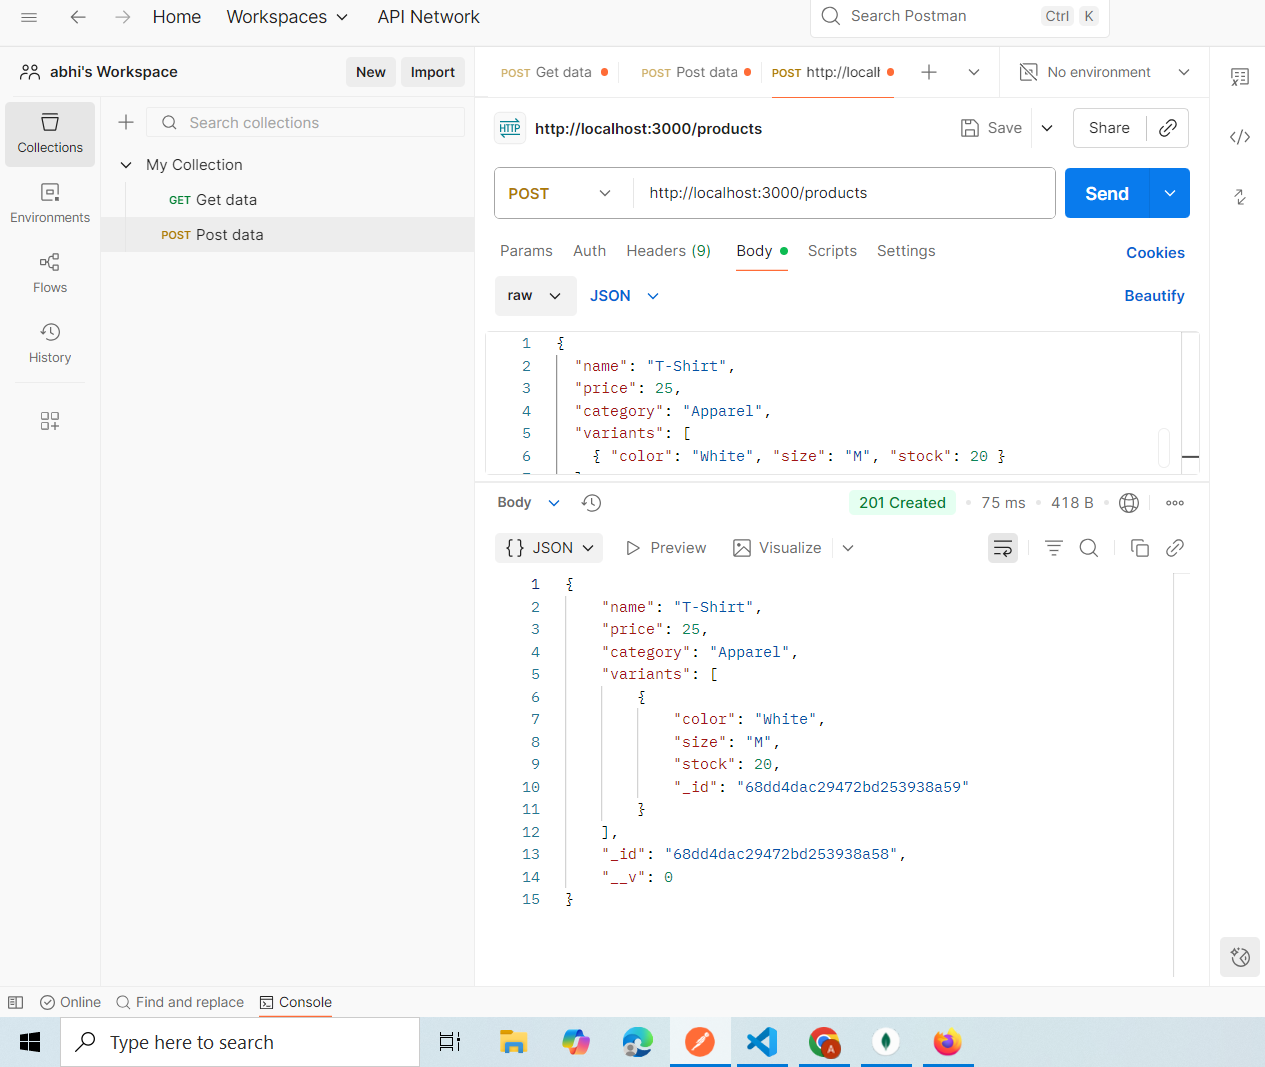 Home Workspaces API Network Search Postman Ctrl K
abhi's Workspace New Import POST Get data POST Post data POST http://locall No environment
Collections
Environments
Flows
History
Search collections
My Collection
GET Get data
POST Post data
HTTP http://localhost:3000/products Save Share
POST http://localhost:3000/products Send
Params Auth Headers (9) Body Scripts Settings Cookies
raw JSON Beautify
1 {
2 "name": "T-Shirt",
3 "price": 25,
4 "category": "Apparel",
5 "variants": [
6 { "color": "White", "size": "M", "stock": 20 }
Body 201 Created 75 ms 418 B
{} JSON Preview Visualize
1 {
2 "name": "T-Shirt",
3 "price": 25,
4 "category": "Apparel",
5 "variants": [
6 {
7 "color": "White",
8 "size": "M",
9 "stock": 20,
10 "_id": "68dd4dac29472bd253938a59"
11 }
12 ],
13 "_id": "68dd4dac29472bd253938a58",
14 "__v": 0
15 }
Online Find and replace Console
Type here to search A